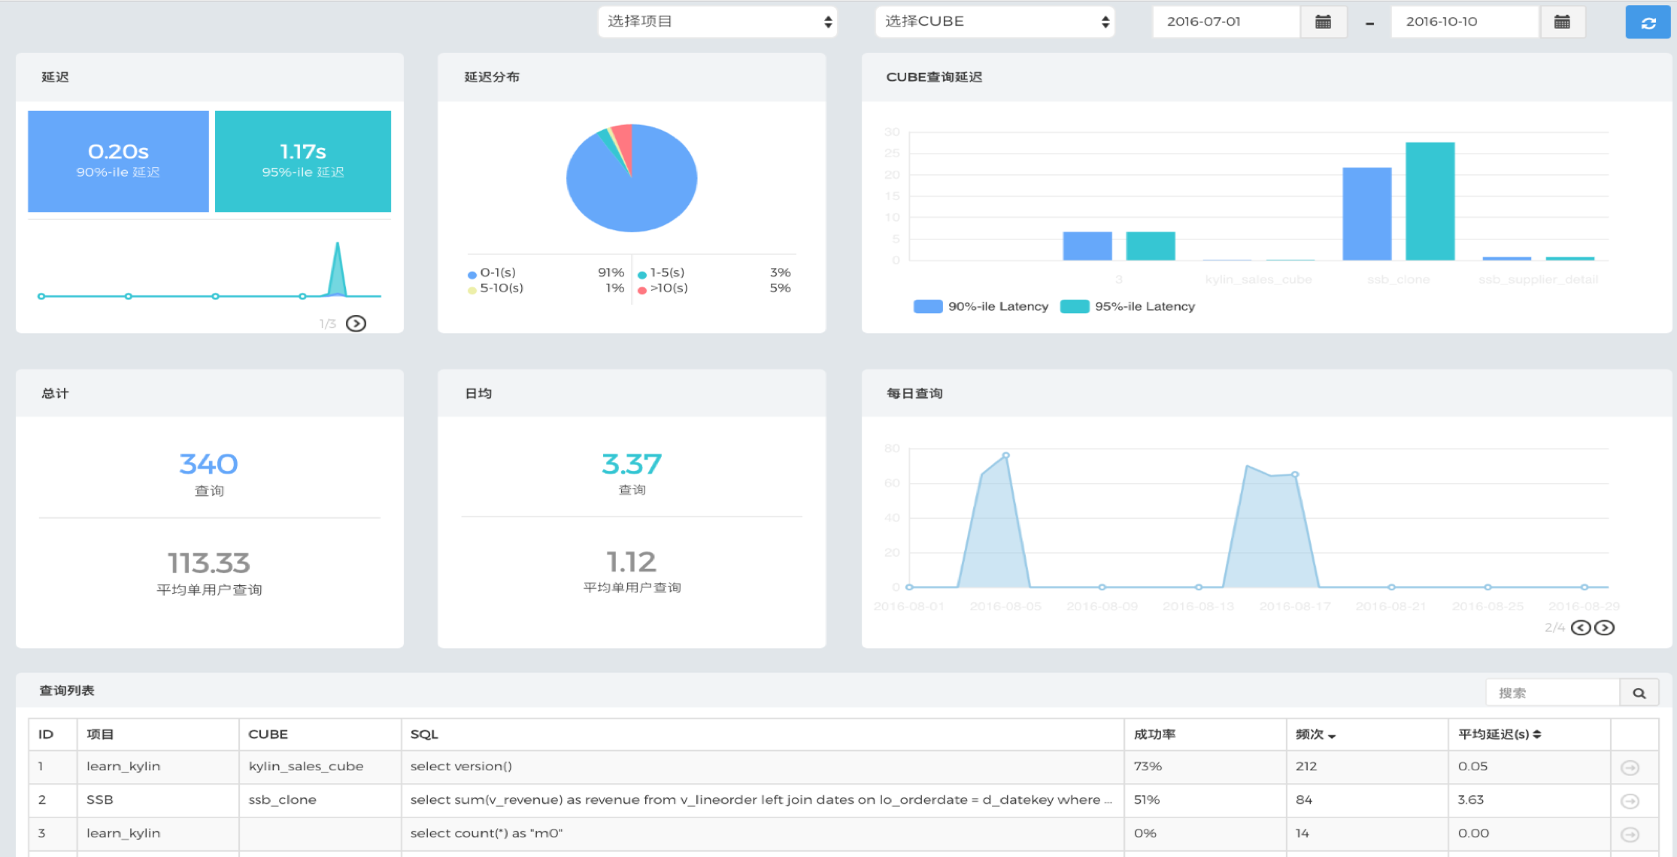 选择项目 选择CUBE 2016-07-01 - 2016-10-10
延迟
0.20s
90%-ile 延迟
1.17s
95%-ile 延迟
1/3
延迟分布
0-1(s) 91% 1-5(s) 3%
5-10(s) 1% >10(s) 5%
CUBE查询延迟
30
25
20
15
10
5
0
3 kylin_sales_cube ssb_clone ssb_supplier_detail
90%-ile Latency 95%-ile Latency
总计
340
查询
113.33
平均单用户查询
日均
3.37
查询
1.12
平均单用户查询
每日查询
80
60
40
20
0
2016-08-01 2016-08-05 2016-08-09 2016-08-13 2016-08-17 2016-08-21 2016-08-25 2016-08-29
2/4
查询列表 搜索
ID 项目 CUBE SQL 成功率 频次 平均延迟(s)
1 learn_kylin kylin_sales_cube select version() 73% 212 0.05
2 SSB ssb_clone select sum(v_revenue) as revenue from v_lineorder left join dates on lo_orderdate = d_datekey where ... 51% 84 3.63
3 learn_kylin select count(*) as "m0" 0% 14 0.00